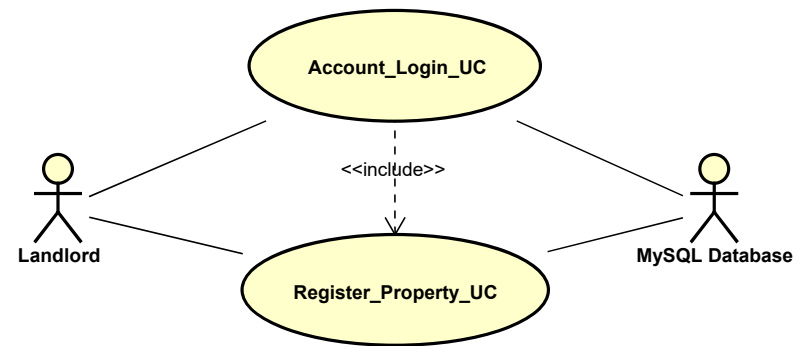 Account_Login_UC
<<include>>
Landlord
MySQL Database
Register_Property_UC